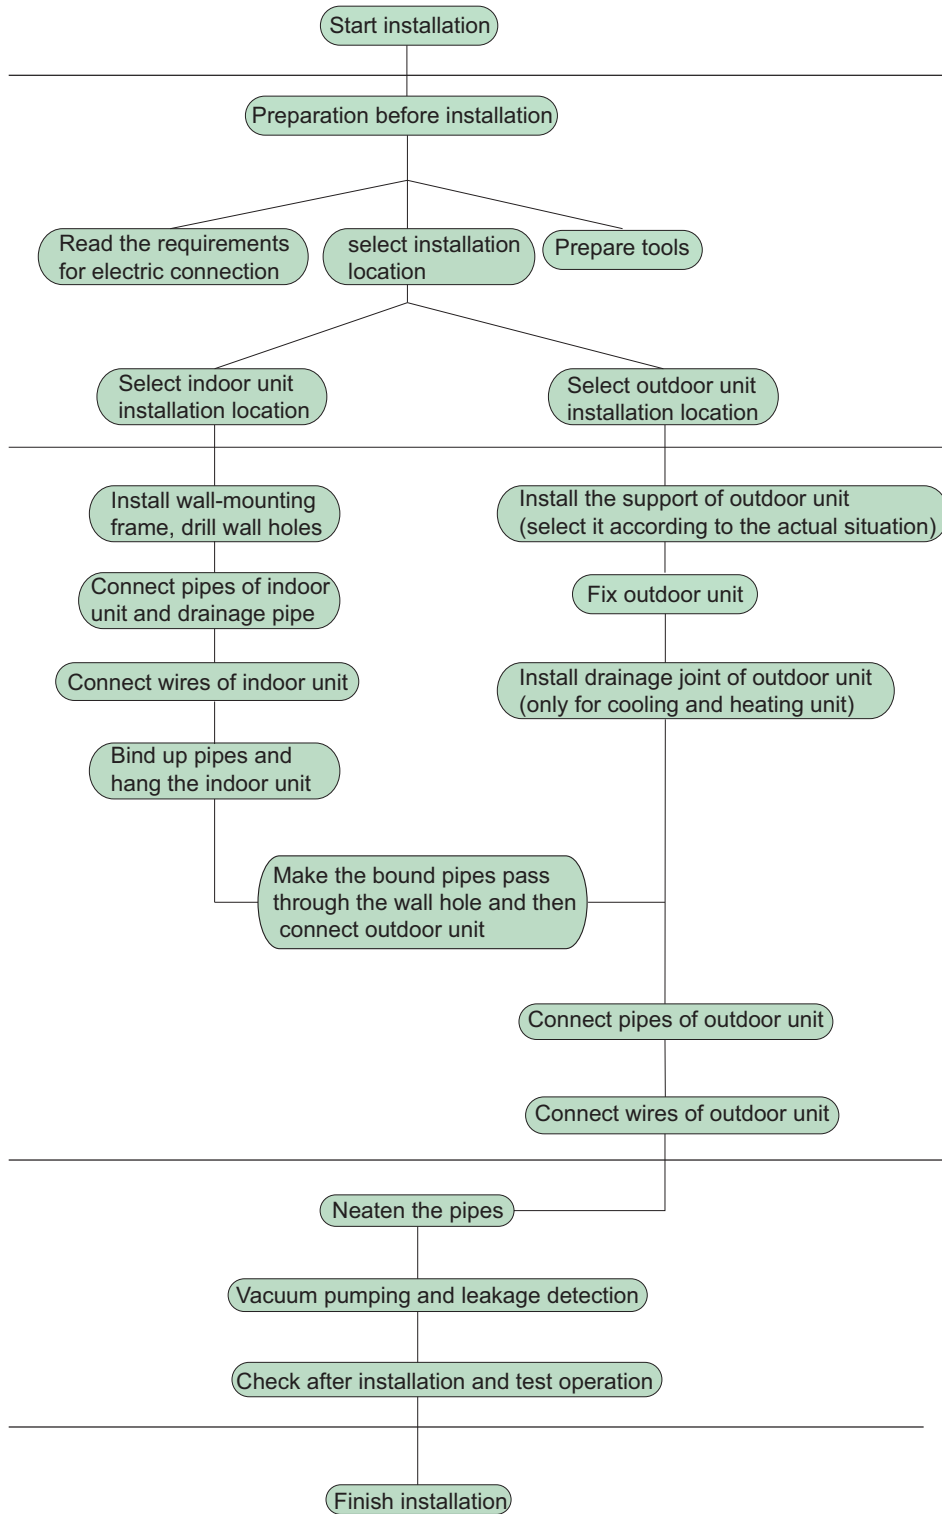 Start installation
Preparation before installation
Read the requirements
for electric connection
select installation
location
Prepare tools
Select indoor unit
installation location
Select outdoor unit
installation location
Install wall-mounting
frame, drill wall holes
Install the support of outdoor unit
(select it according to the actual situation)
Connect pipes of indoor
unit and drainage pipe
Fix outdoor unit
Connect wires of indoor unit
Install drainage joint of outdoor unit
(only for cooling and heating unit)
Bind up pipes and
hang the indoor unit
Make the bound pipes pass
through the wall hole and then
connect outdoor unit
Connect pipes of outdoor unit
Connect wires of outdoor unit
Neaten the pipes
Vacuum pumping and leakage detection
Check after installation and test operation
Finish installation